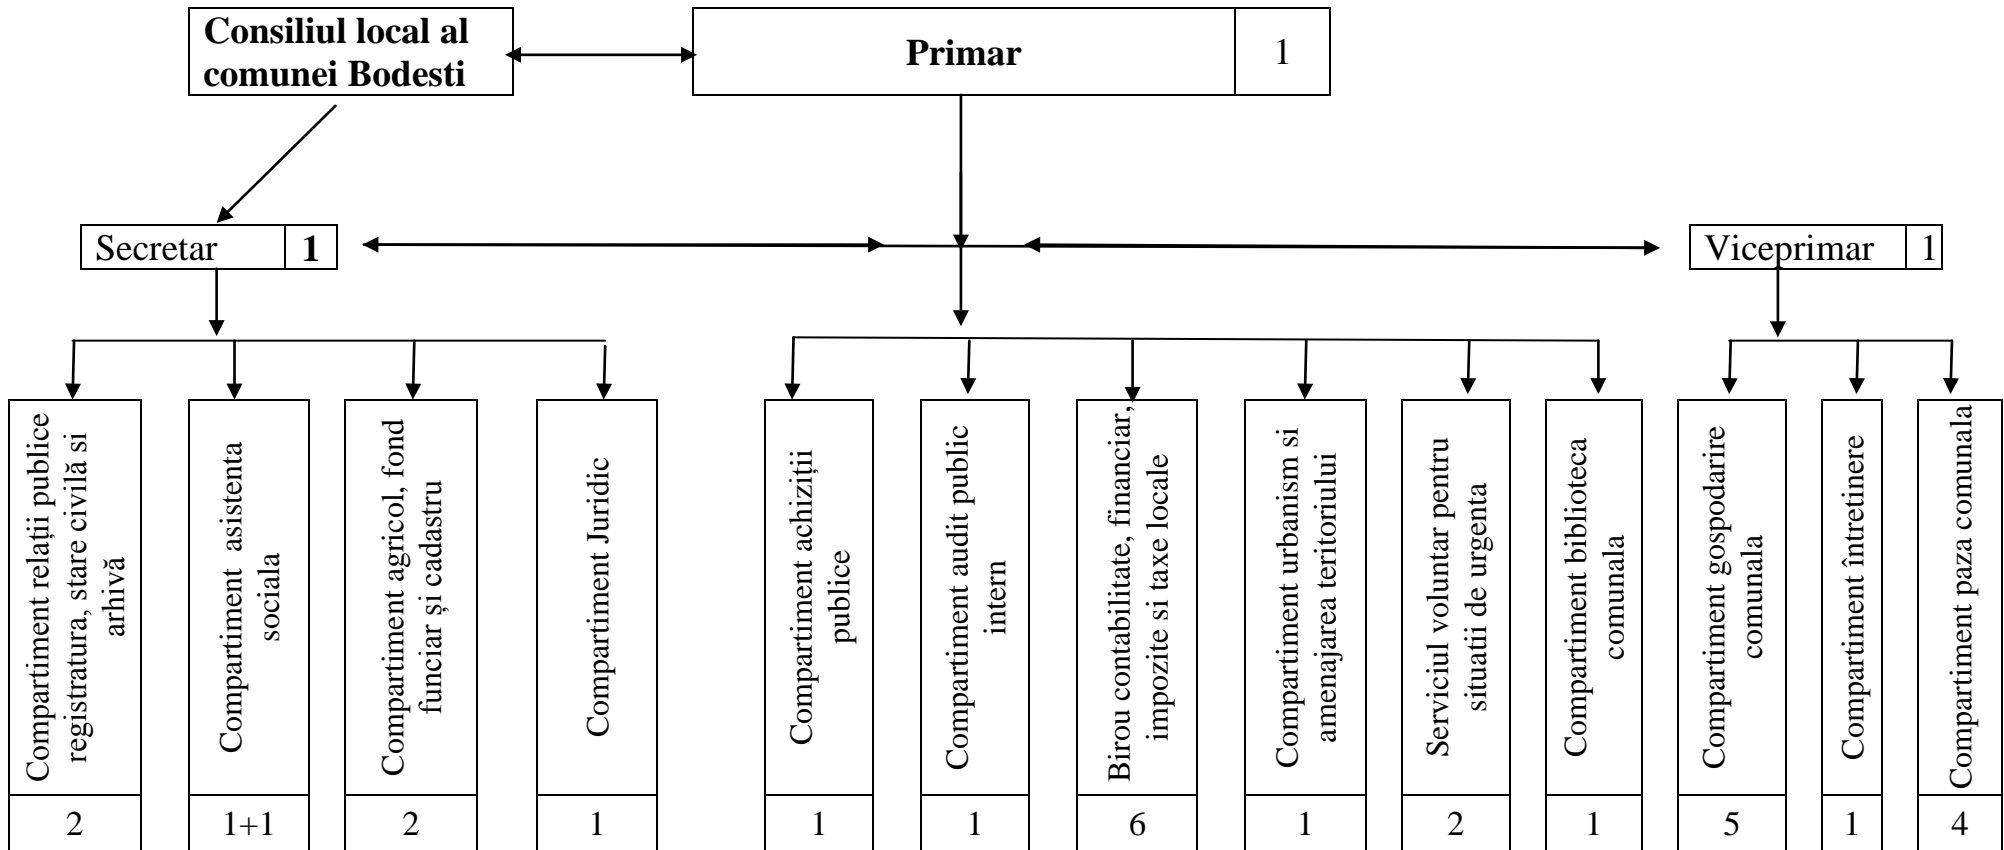 Consiliul local al
comunei Bodesti
Primar
1
Secretar
1
Viceprimar
1
Compartiment relații publice
registratura, stare civilă si
arhivă
2
Compartiment asistenta
sociala
1+1
Compartiment agricol, fond
funciar și cadastru
2
Compartiment Juridic
1
Compartiment achiziții
publice
1
Compartiment audit public
intern
1
Birou contabilitate, financiar,
impozite si taxe locale
6
Compartiment urbanism si
amenajarea teritoriului
1
Serviciul voluntar pentru
situatii de urgenta
2
Compartiment biblioteca
comunala
1
Compartiment gospodarire
comunala
5
Compartiment întretinere
1
Compartiment paza comunala
4